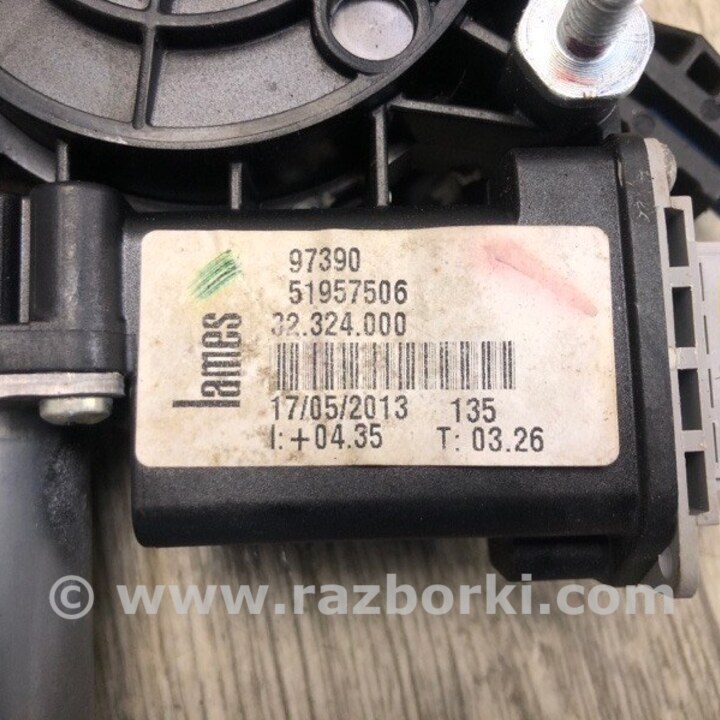 97390
51957506
32.324.000
lames
17/05/2013 135
I:+04.35 T: 03.26
© www.razborki.com